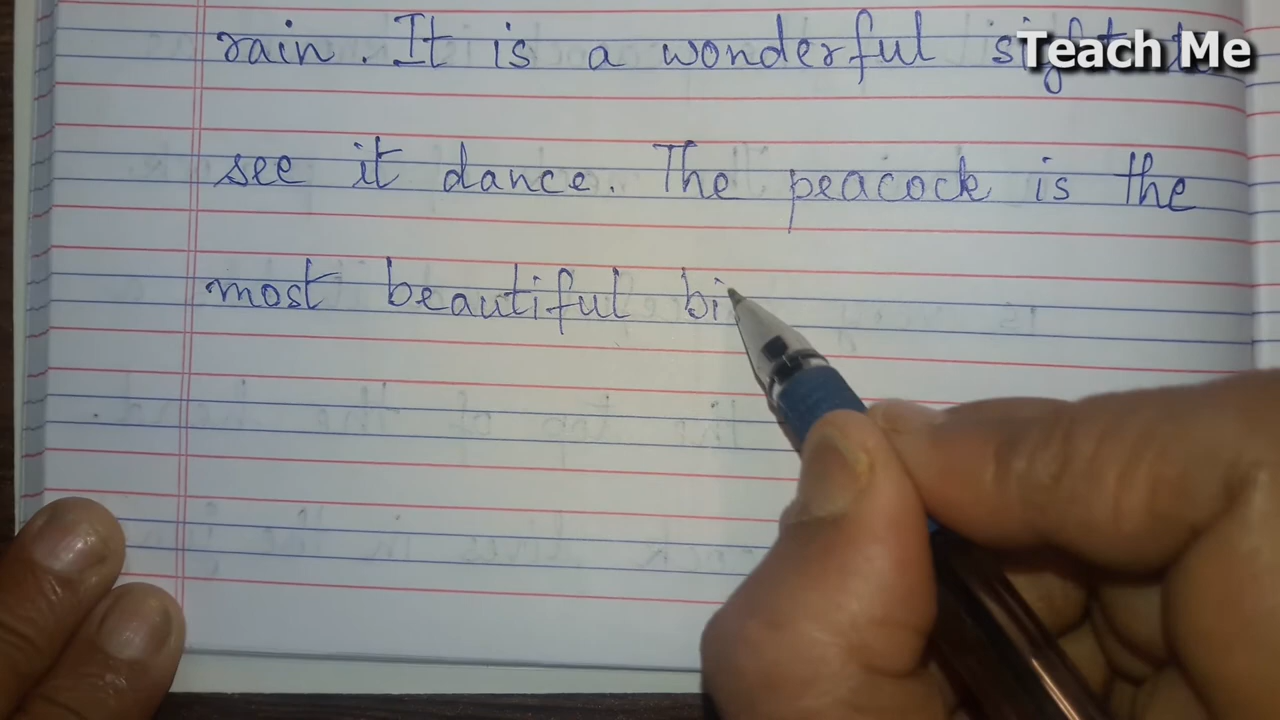 rain. It is a wonderful sight to
Teach Me
see it dance. The peacock is the
most beautiful bi